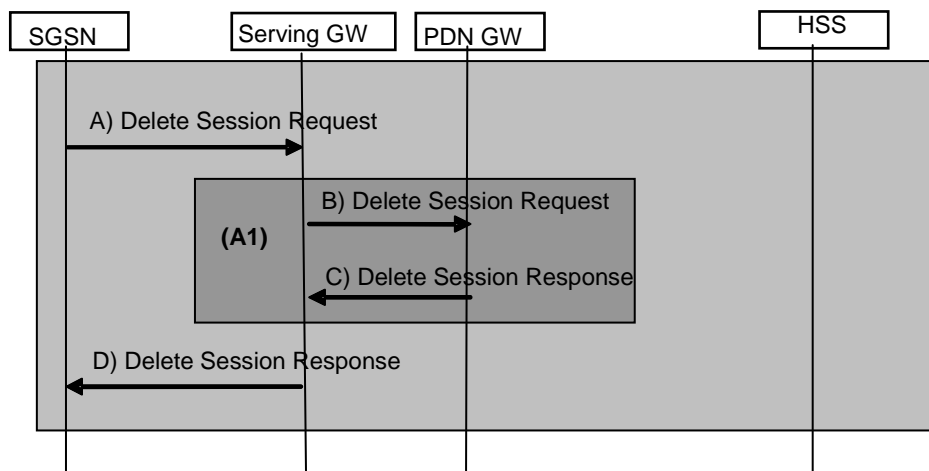 SGSN
Serving GW
PDN GW
HSS
A) Delete Session Request
B) Delete Session Request
(A1)
C) Delete Session Response
D) Delete Session Response